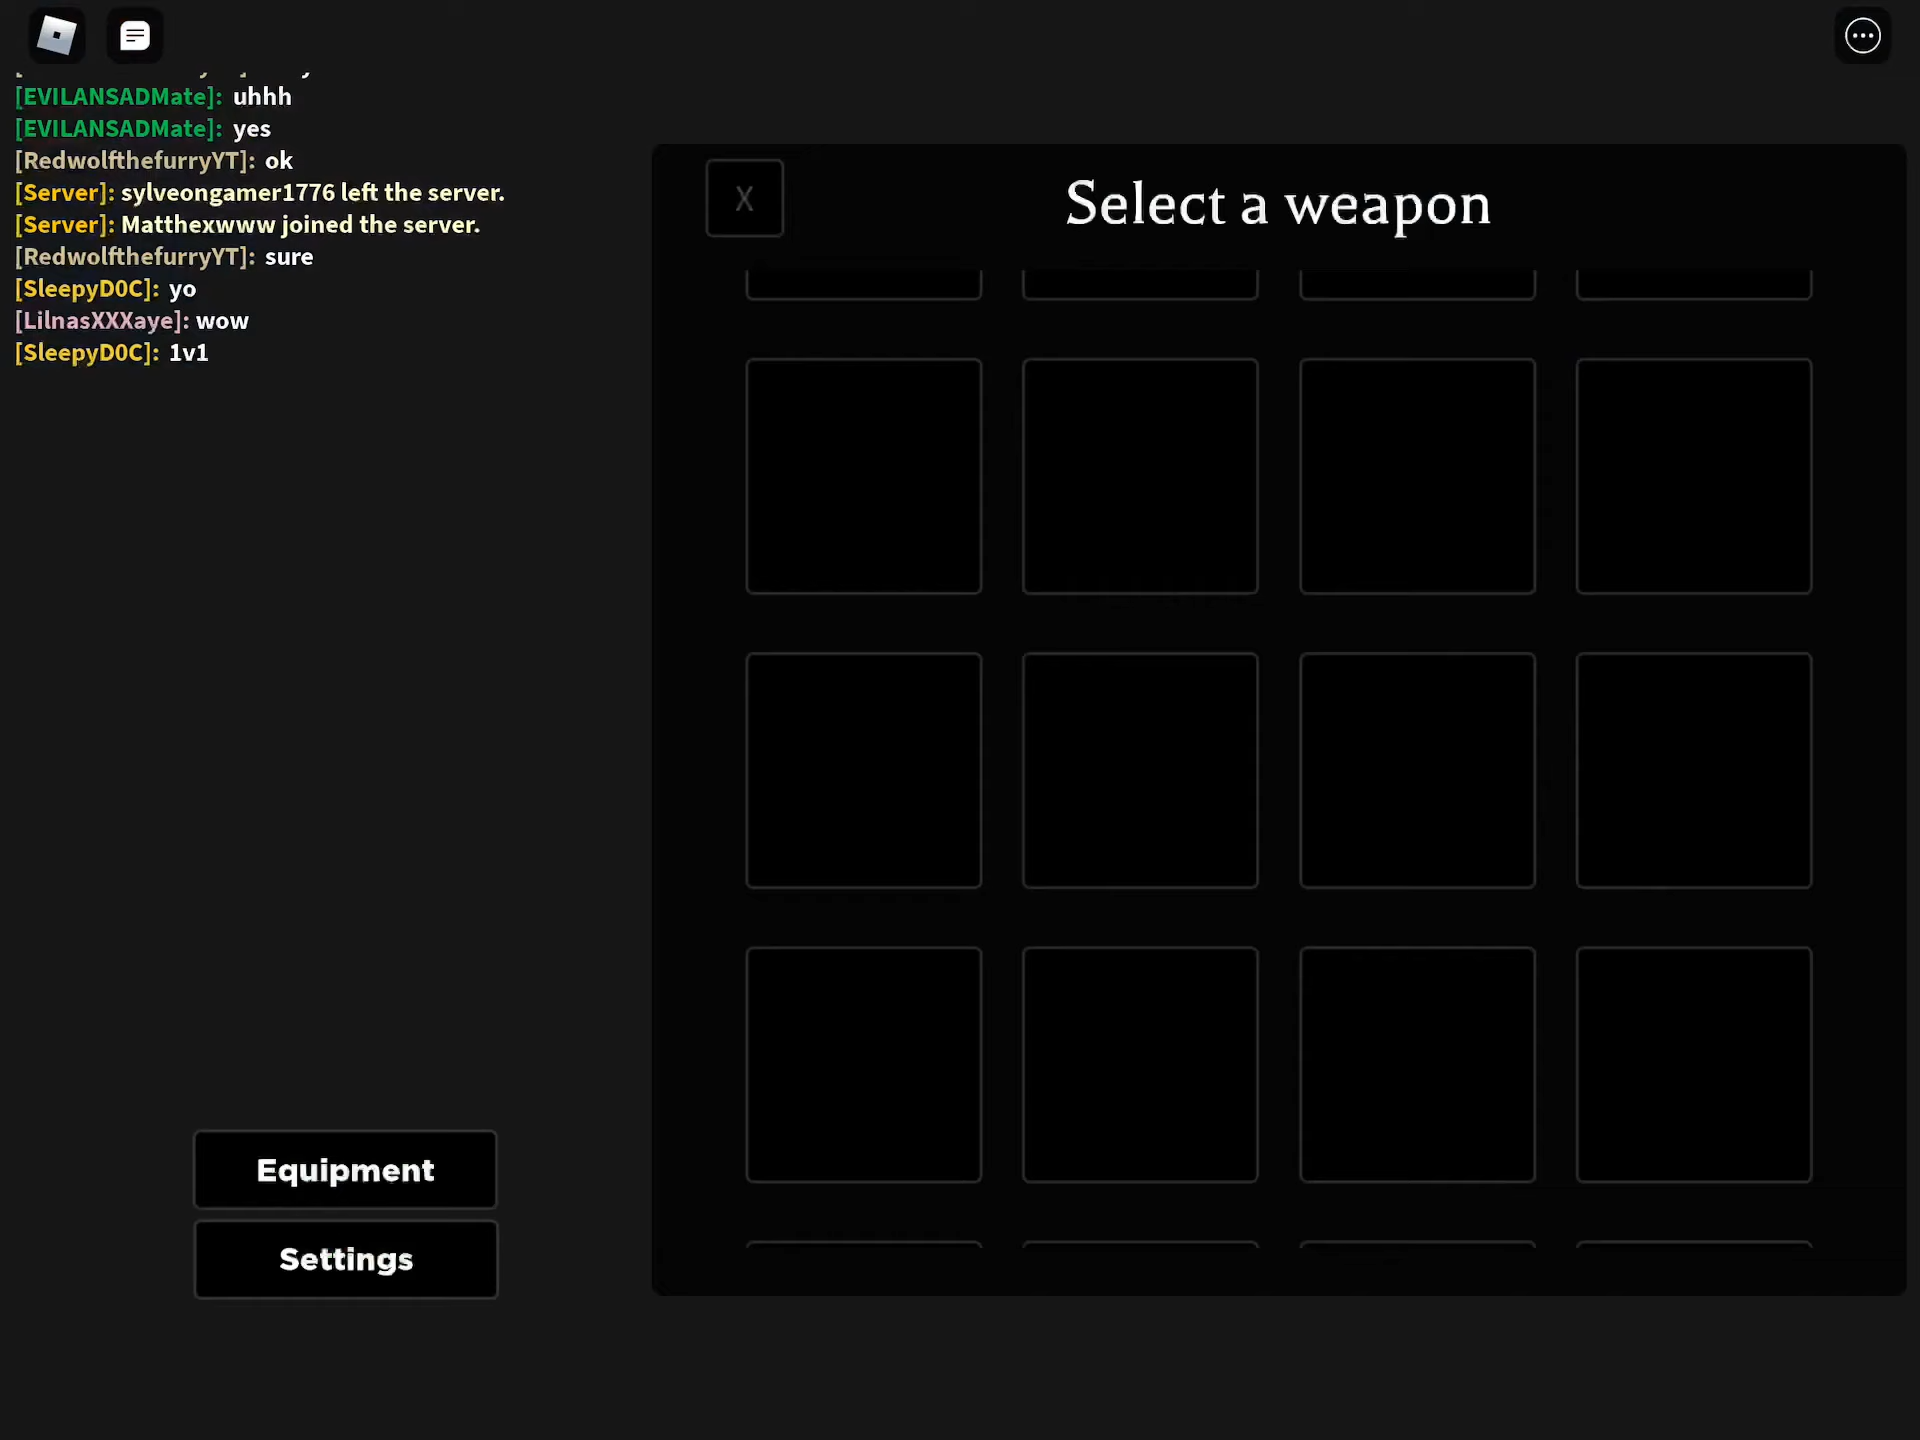 [EVILANSADMate]: uhhh
[EVILANSADMate]: yes
[RedwolfthefurryYT]: ok
[Server]: sylveongamer1776 left the server.
[Server]: Matthexwww joined the server.
[RedwolfthefurryYT]: sure
[SleepyD0C]: yo
[LilnasXXXaye]: wow
[SleepyD0C]: 1v1
X
Select a weapon
Equipment
Settings